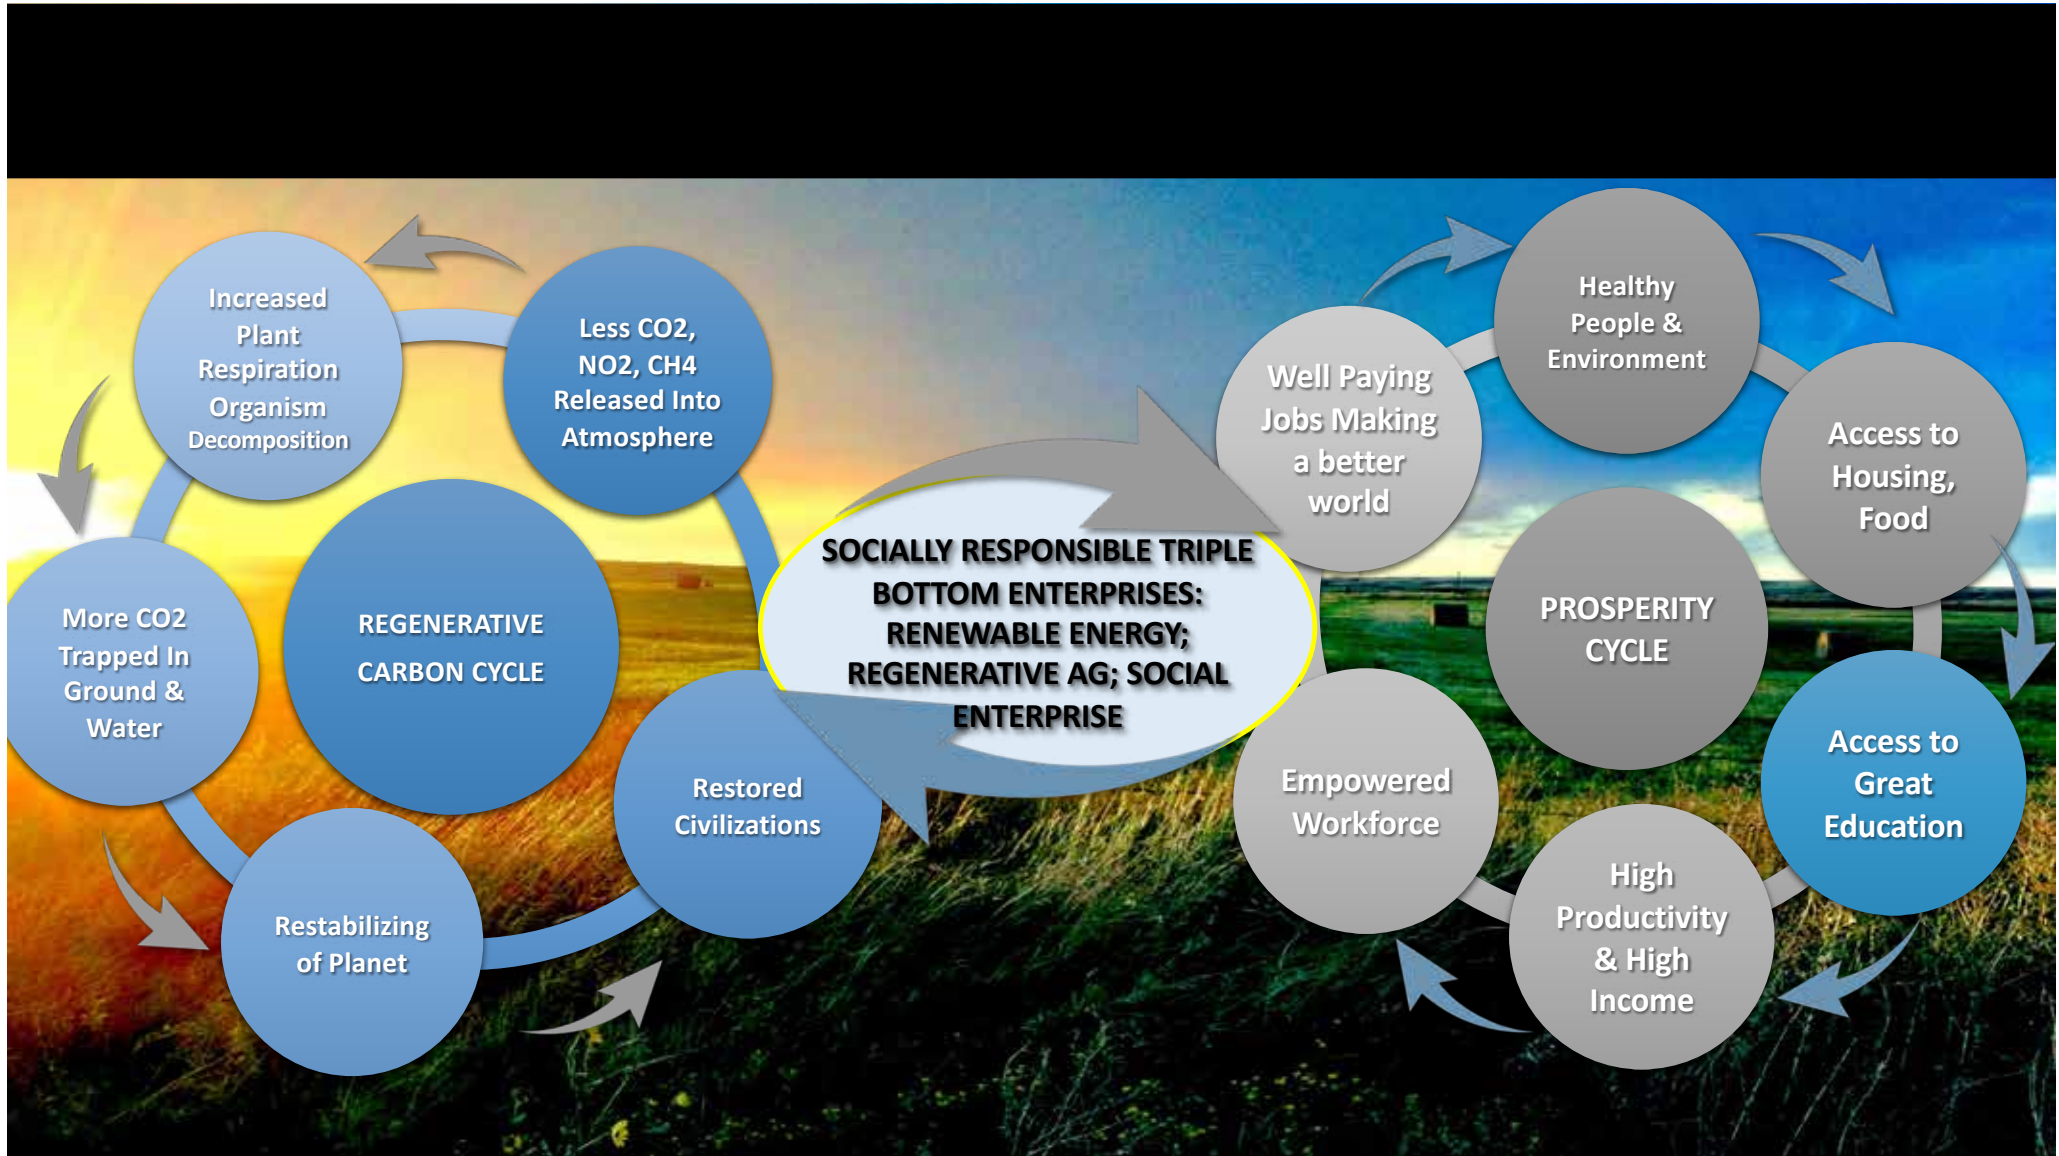 Increased
Plant
Respiration
Organism
Decomposition
Less CO2,
NO2, CH4
Released Into
Atmosphere
More CO2
Trapped In
Ground &
Water
REGENERATIVE
CARBON CYCLE
Restabilizing
of Planet
Restored
Civilizations
SOCIALLY RESPONSIBLE TRIPLE
BOTTOM ENTERPRISES:
RENEWABLE ENERGY;
REGENERATIVE AG; SOCIAL
ENTERPRISE
Well Paying
Jobs Making
a better
world
Healthy
People &
Environment
Access to
Housing,
Food
PROSPERITY
CYCLE
Access to
Great
Education
High
Productivity
& High
Income
Empowered
Workforce